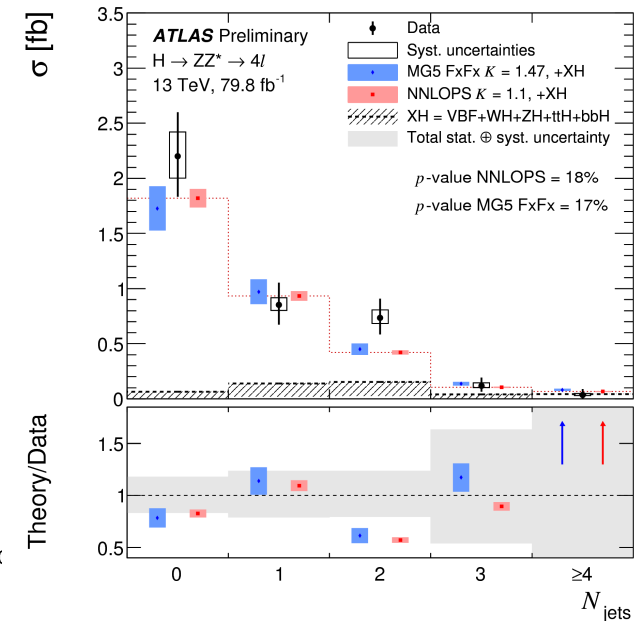 σ [fb]
3.5
3
2.5
2
1.5
1
0.5
0
ATLAS Preliminary
H → ZZ* → 4l
13 TeV, 79.8 fb⁻¹
Data
Syst. uncertainties
MG5 FxFx K = 1.47, +XH
NNLOPS K = 1.1, +XH
XH = VBF+WH+ZH+ttH+bbH
Total stat. ⊕ syst. uncertainty
p-value NNLOPS = 18%
p-value MG5 FxFx = 17%
Theory/Data
1.5
1
0.5
0 1 2 3 ≥4
N jets